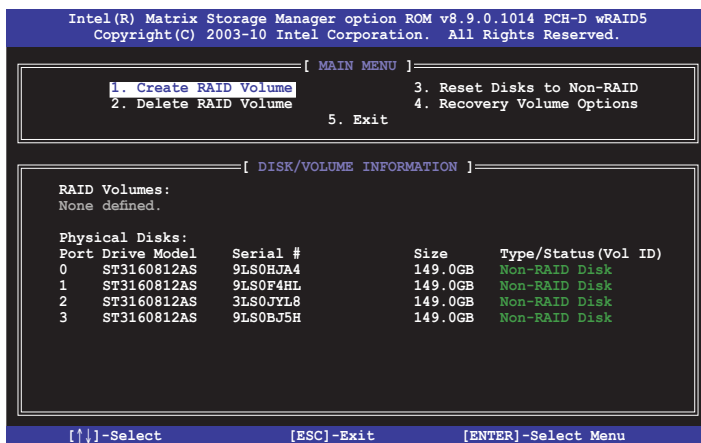 Intel(R) Matrix Storage Manager option ROM v8.9.0.1014 PCH-D wRAID5
Copyright(C) 2003-10 Intel Corporation. All Rights Reserved.
[ MAIN MENU ]
1. Create RAID Volume 3. Reset Disks to Non-RAID
2. Delete RAID Volume 4. Recovery Volume Options
5. Exit
[ DISK/VOLUME INFORMATION ]
RAID Volumes:
None defined.
Physical Disks:
Port Drive Model Serial # Size Type/Status(Vol ID)
0 ST3160812AS 9LS0HJA4 149.0GB Non-RAID Disk
1 ST3160812AS 9LS0F4HL 149.0GB Non-RAID Disk
2 ST3160812AS 3LS0JYL8 149.0GB Non-RAID Disk
3 ST3160812AS 9LS0BJ5H 149.0GB Non-RAID Disk
[↑↓]-Select [ESC]-Exit [ENTER]-Select Menu